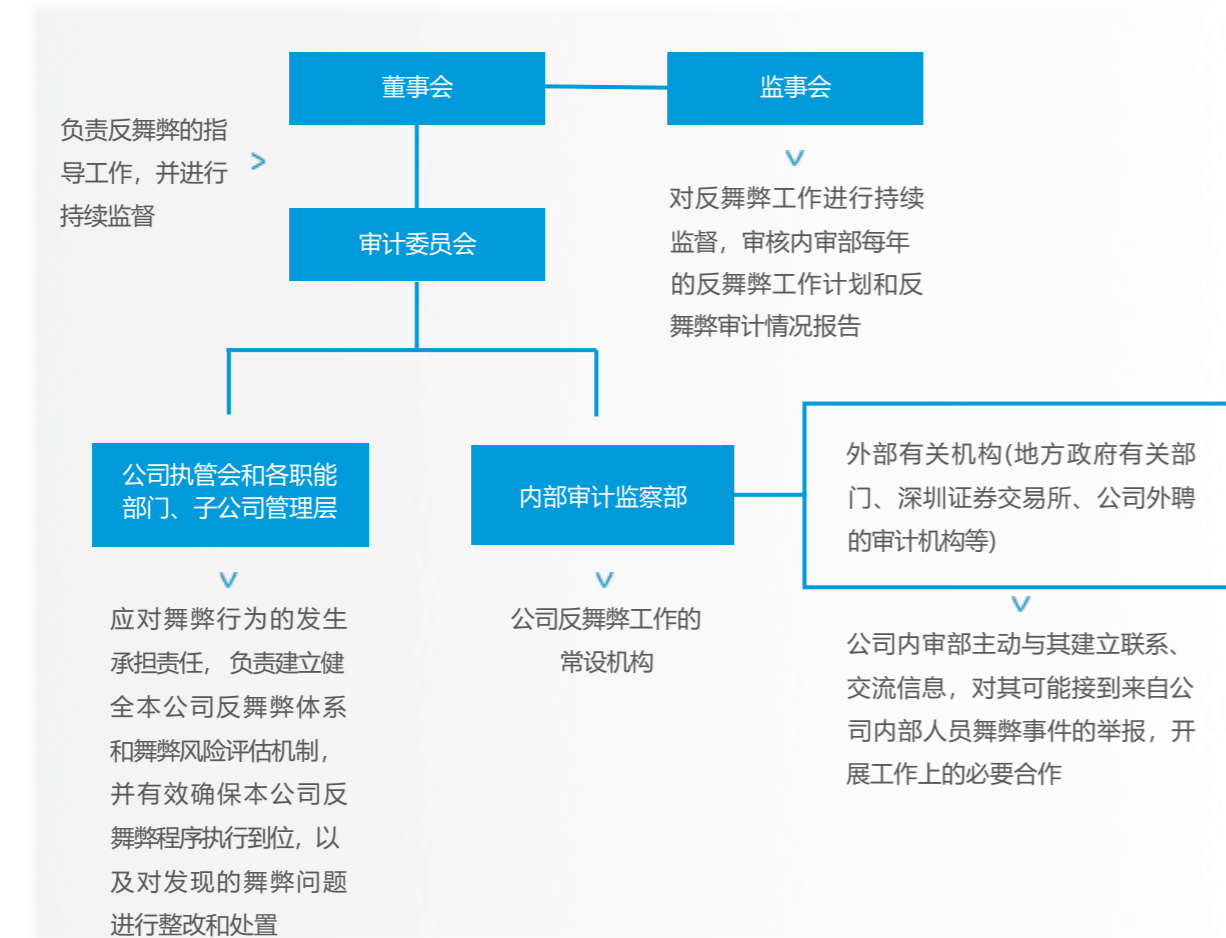 董事会
监事会
负责反舞弊的指
导工作，并进行
持续监督
对反舞弊工作进行持续
监督，审核内审部每年
的反舞弊工作计划和反
舞弊审计情况报告
审计委员会
公司执管会和各职能
部门、子公司管理层
应对舞弊行为的发生
承担责任， 负责建立健
全本公司反舞弊体系
和舞弊风险评估机制，
并有效确保本公司反
舞弊程序执行到位，以
及对发现的舞弊问题
进行整改和处置
内部审计监察部
公司反舞弊工作的
常设机构
外部有关机构(地方政府有关部
门、深圳证券交易所、公司外聘
的审计机构等)
公司内审部主动与其建立联系、
交流信息，对其可能接到来自公
司内部人员舞弊事件的举报，开
展工作上的必要合作